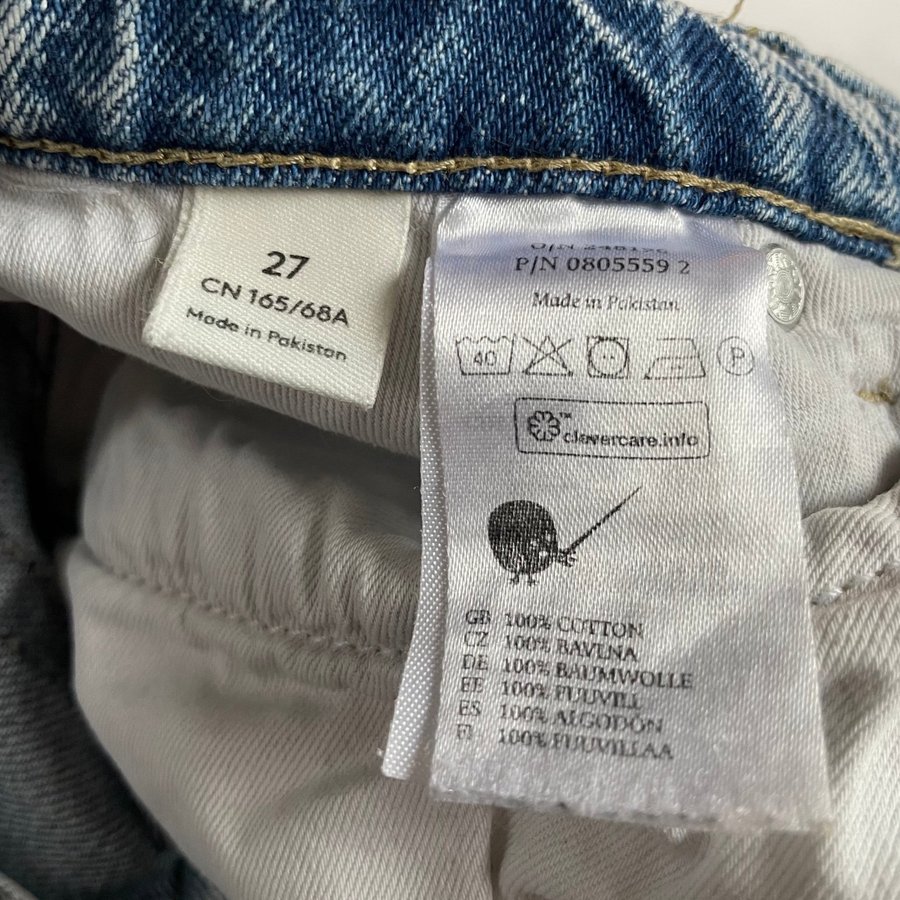 27
CN 165/68A
Made in Pakistan
P/N 0805559 2
Made in Pakistan
40
P
clevercare.info
GB 100% COTTON
CZ 100% BAVLNA
DE 100% BAUMWOLLE
EE 100% PUUVILL
ES 100% ALGODÓN
FI 100% PUUVILLAA